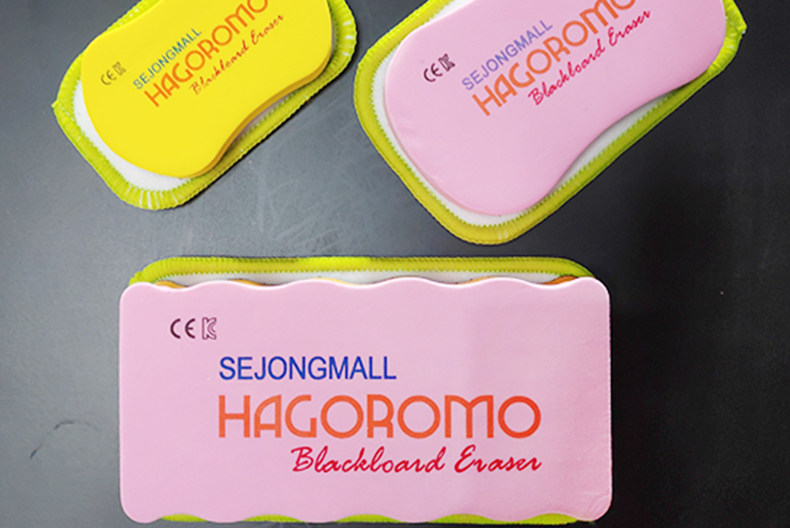 CE
SEJONGMALL
HAGOROMO
Blackboard Eraser
CE
SEJONGMALL
HAGOROMO
Blackboard Eraser
CE
SEJONGMALL
HAGOROMO
Blackboard Eraser